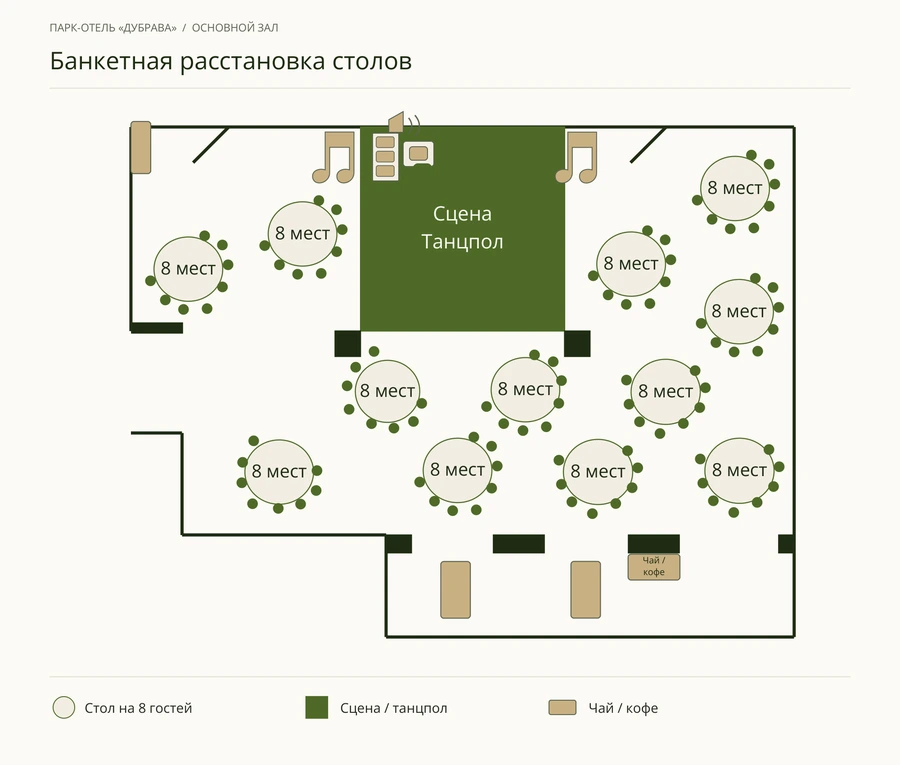 ПАРК-ОТЕЛЬ «ДУБРАВА» / ОСНОВНОЙ ЗАЛ
Банкетная расстановка столов
Сцена
Танцпол
8 мест
8 мест
8 мест
8 мест
8 мест
8 мест
8 мест
8 мест
8 мест
8 мест
8 мест
8 мест
Чай /
кофе
Стол на 8 гостей
Сцена / танцпол
Чай / кофе